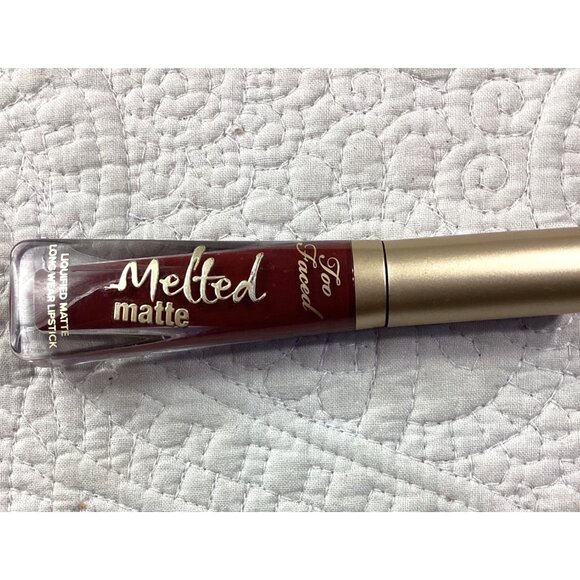 LIQUIFIED MATTE
LONG WEAR LIPSTICK
Melted
matte
Too
Faced